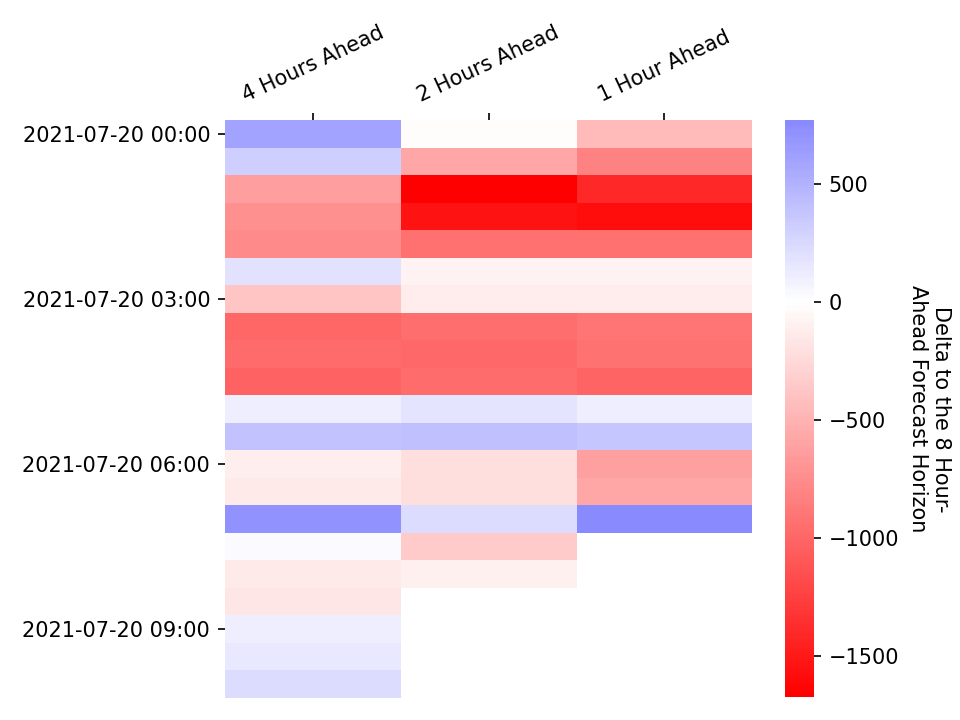 4 Hours Ahead
2 Hours Ahead
1 Hour Ahead
2021-07-20 00:00
2021-07-20 03:00
2021-07-20 06:00
2021-07-20 09:00
500
0
−500
−1000
−1500
Delta to the 8 Hour-
Ahead Forecast Horizon